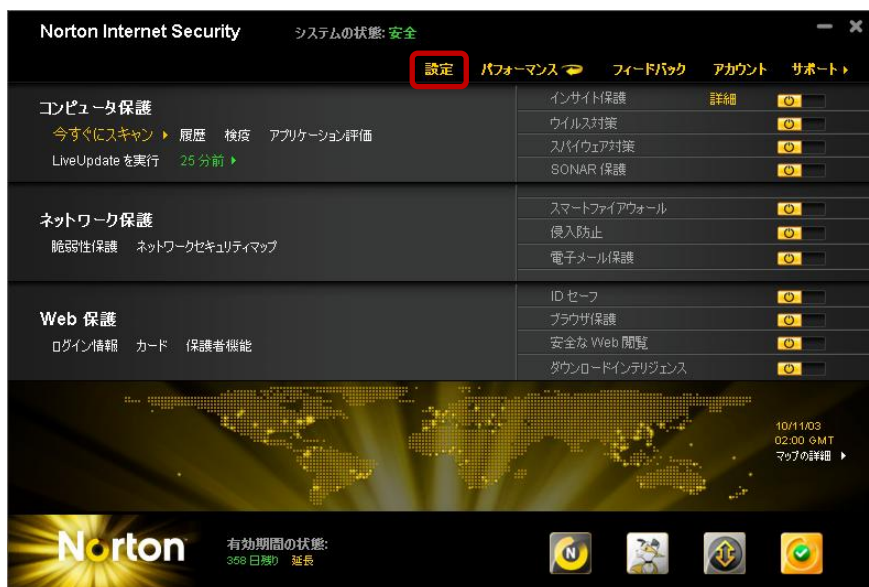 Norton Internet Security システムの状態: 安全
設定 パフォーマンス フィードバック アカウント サポート
コンピュータ保護
今すぐにスキャン 履歴 検疫 アプリケーション評価
LiveUpdate を実行 25 分前
インサイト保護 詳細
ウイルス対策
スパイウェア対策
SONAR 保護
ネットワーク保護
脆弱性保護 ネットワークセキュリティマップ
スマートファイアウォール
侵入防止
電子メール保護
Web 保護
ログイン情報 カード 保護者機能
ID セーフ
ブラウザ保護
安全な Web 閲覧
ダウンロードインテリジェンス
10/11/03
02:00 GMT
マップの詳細
Norton
有効期間の状態:
358 日残り 延長
N